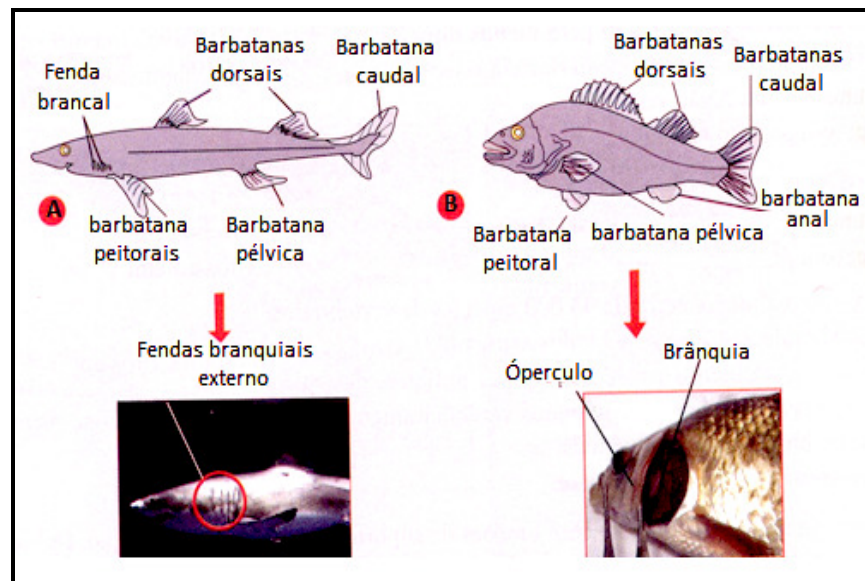 Fenda
brancal
Barbatanas
dorsais
Barbatana
caudal
A
barbatana
peitorais
Barbatana
pélvica
Barbatanas
dorsais
Barbatanas
caudal
B
Barbatana
peitoral
barbatana pélvica
barbatana
anal
Fendas branquiais
externo
Ópérculo
Brânquia